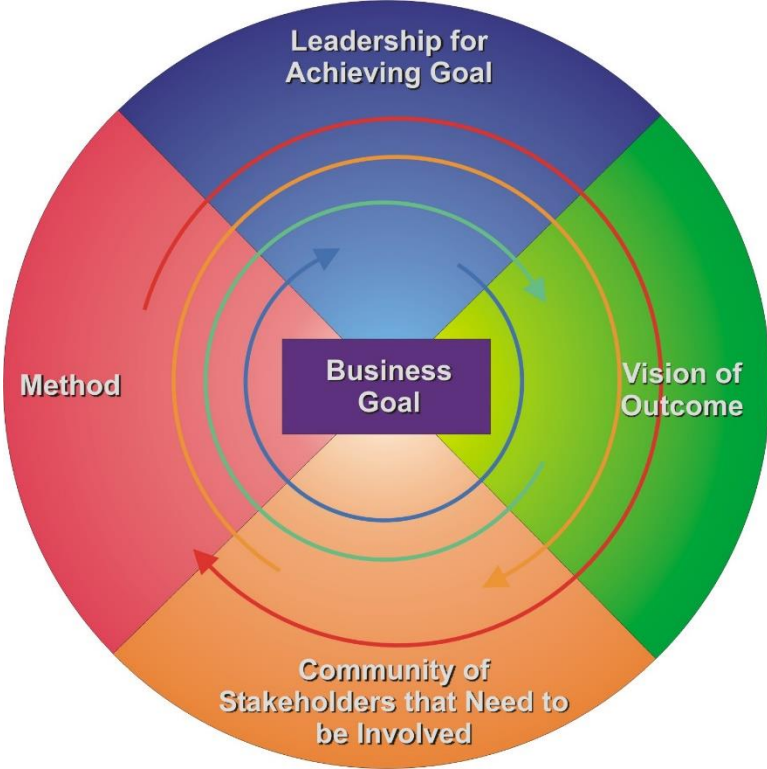 Leadership for
Achieving Goal
Method
Business
Goal
Vision of
Outcome
Community of
Stakeholders that Need to
be Involved